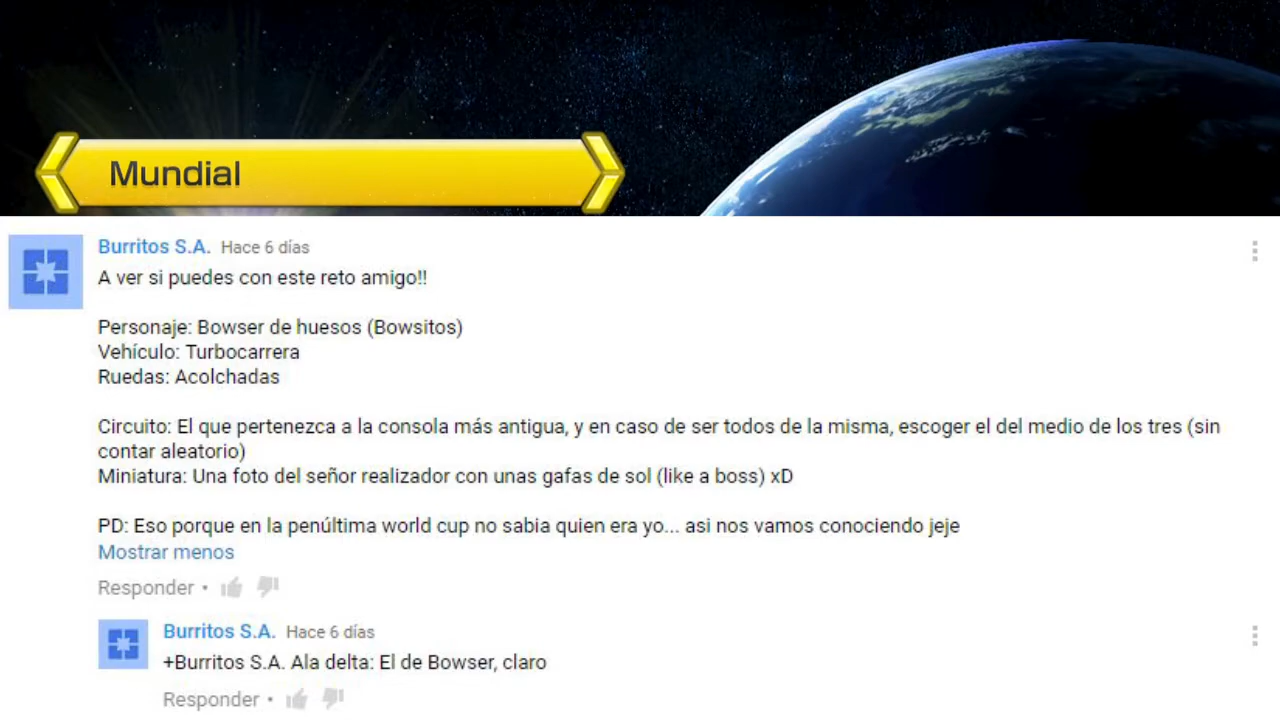 Mundial
Burritos S.A. Hace 6 días
A ver si puedes con este reto amigo!!
Personaje: Bowser de huesos (Bowsitos)
Vehículo: Turbocarrera
Ruedas: Acolchadas
Circuito: El que pertenezca a la consola más antigua, y en caso de ser todos de la misma, escoger el del medio de los tres (sin
contar aleatorio)
Miniatura: Una foto del señor realizador con unas gafas de sol (like a boss) xD
PD: Eso porque en la penúltima world cup no sabia quien era yo... asi nos vamos conociendo jeje
Mostrar menos
Responder •
Burritos S.A. Hace 6 días
+Burritos S.A. Ala delta: El de Bowser, claro
Responder •